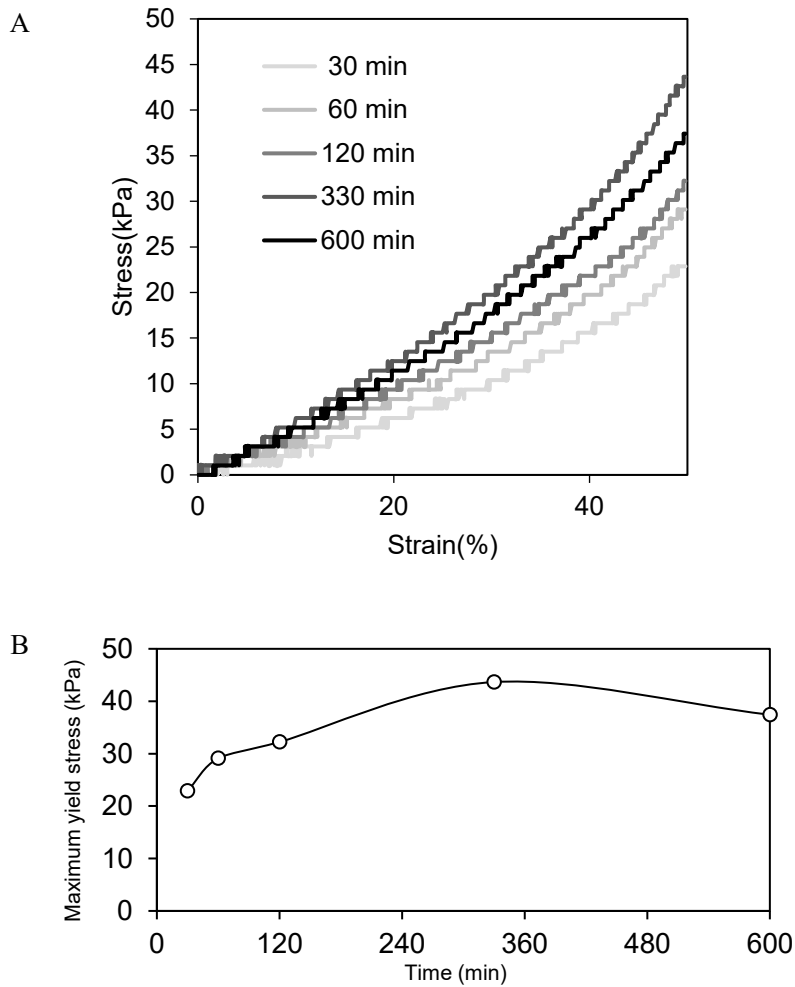 A
50
45
40
35
30
25
20
15
10
5
0
Stress(kPa)
30 min
60 min
120 min
330 min
600 min
0 20 40
Strain(%)
B
50
40
30
20
10
0
Maximum yield stress (kPa)
0 120 240 360 480 600
Time (min)